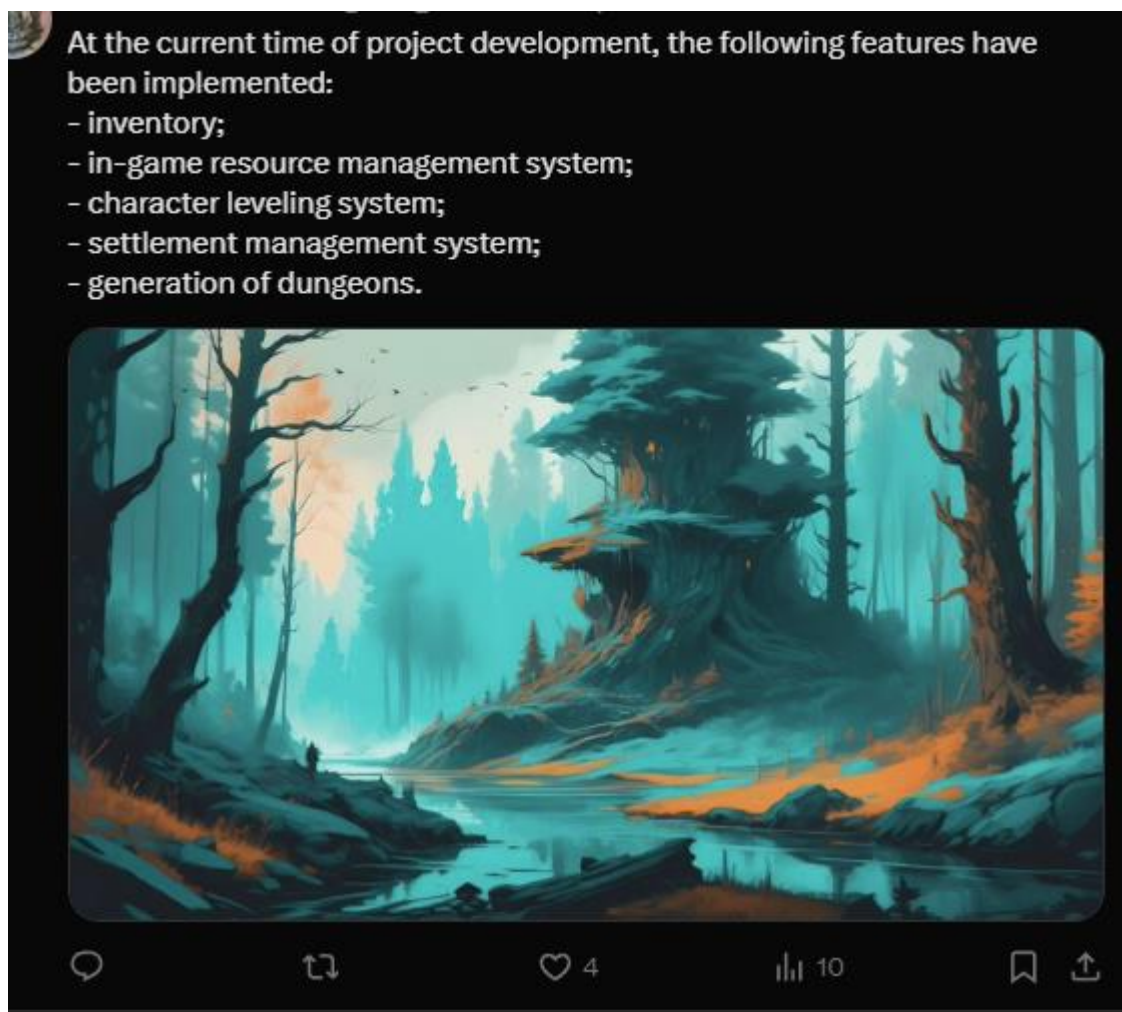 At the current time of project development, the following features have
been implemented:
- inventory;
- in-game resource management system;
- character leveling system;
- settlement management system;
- generation of dungeons.
4
10